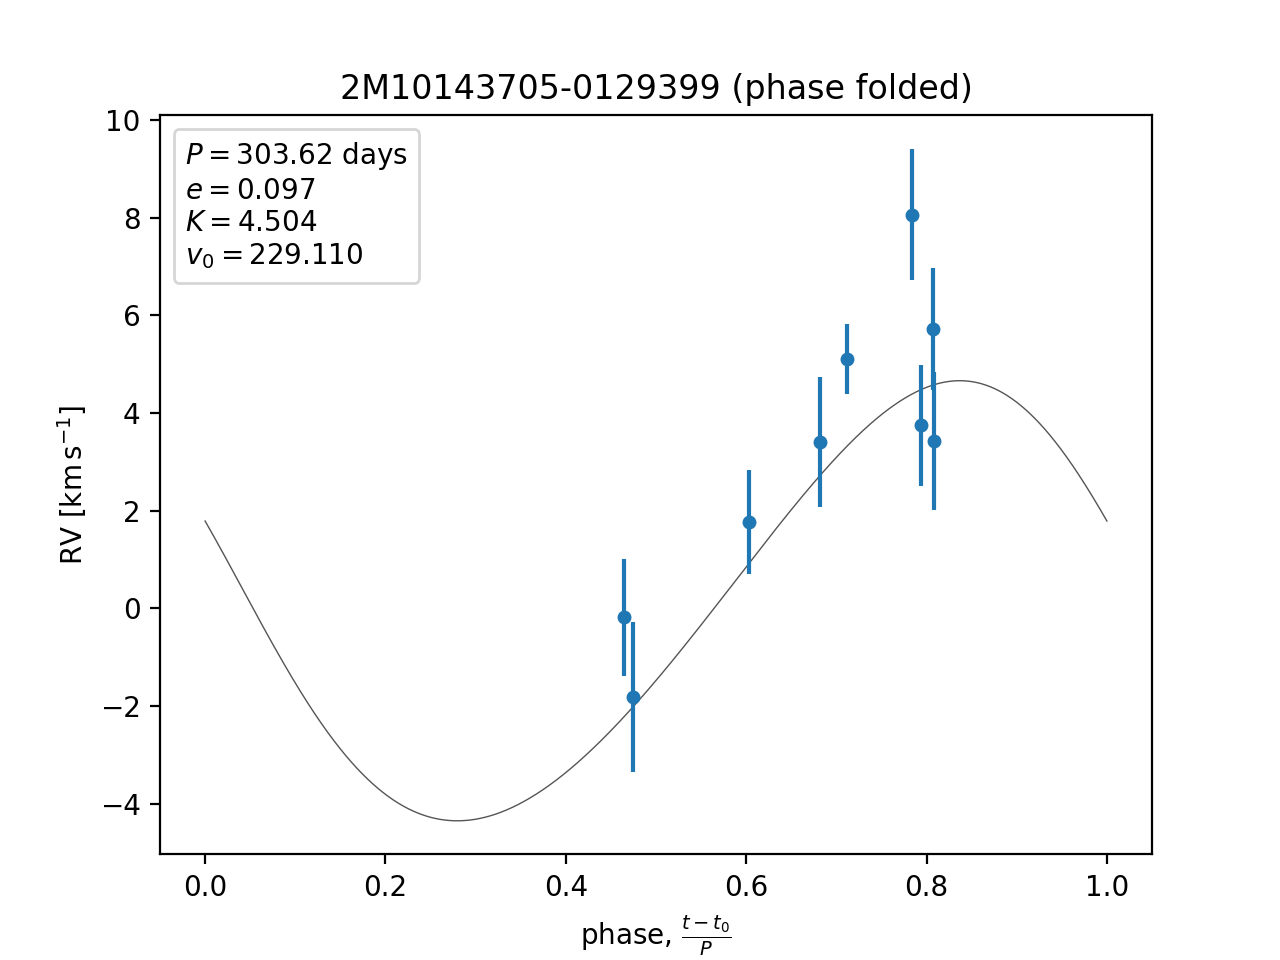 2M10143705-0129399 (phase folded)
P = 303.62 days
e = 0.097
K = 4.504
v₀ = 229.110
10
8
6
4
2
0
−2
−4
RV [km s⁻¹]
0.0 0.2 0.4 0.6 0.8 1.0
phase, (t − t₀)/P